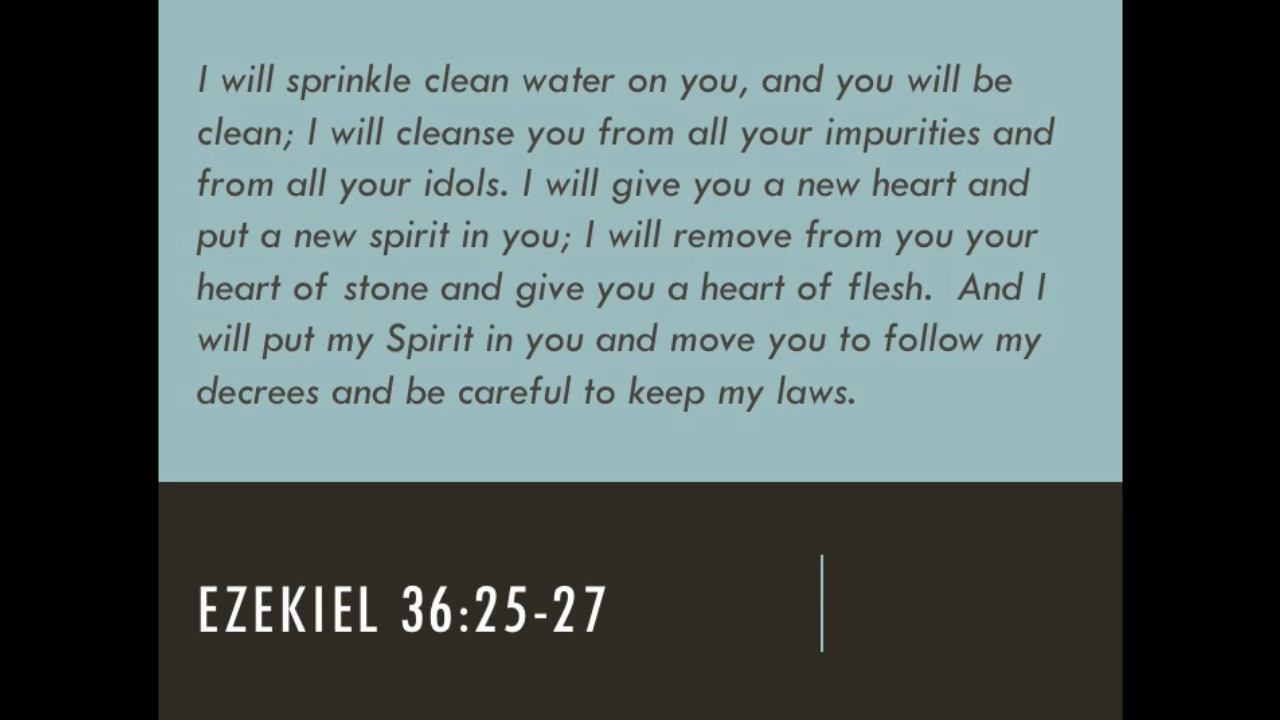 I will sprinkle clean water on you, and you will be
clean; I will cleanse you from all your impurities and
from all your idols. I will give you a new heart and
put a new spirit in you; I will remove from you your
heart of stone and give you a heart of flesh.  And I
will put my Spirit in you and move you to follow my
decrees and be careful to keep my laws.
EZEKIEL 36:25-27